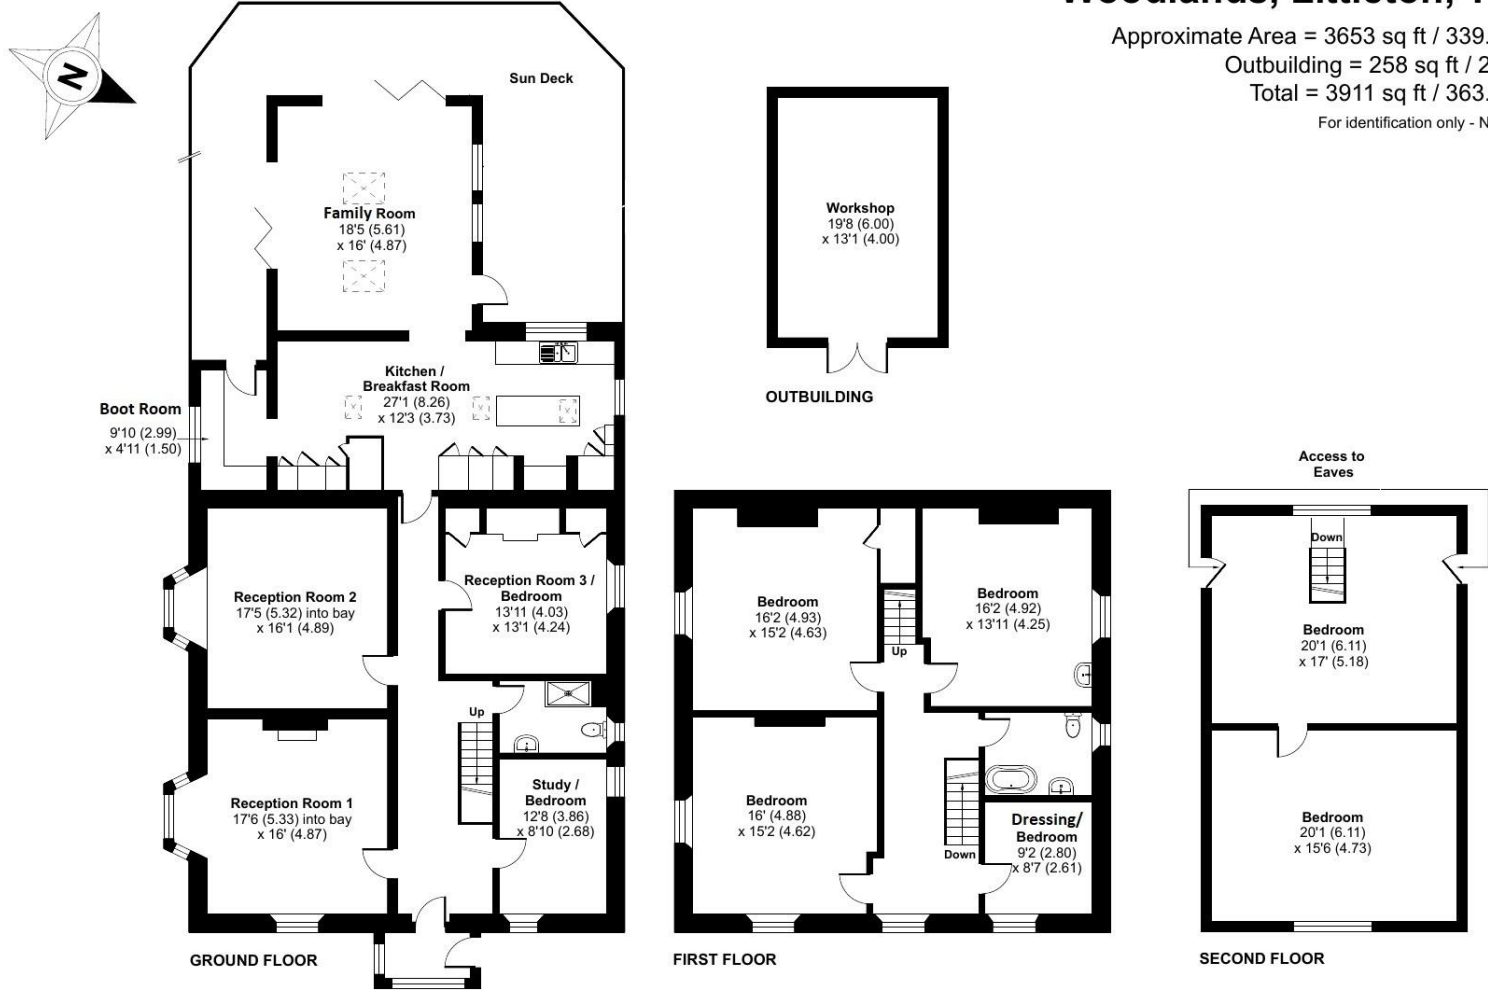 Approximate Area = 3653 sq ft / 339.
Outbuilding = 258 sq ft / 2
Total = 3911 sq ft / 363.
For identification only - N
N
Sun Deck
Family Room
18'5 (5.61)
x 16' (4.87)
Workshop
19'8 (6.00)
x 13'1 (4.00)
OUTBUILDING
Kitchen /
Breakfast Room
27'1 (8.26)
x 12'3 (3.73)
Boot Room
9'10 (2.99)
x 4'11 (1.50)
Reception Room 2
17'5 (5.32) into bay
x 16'1 (4.89)
Reception Room 3 /
Bedroom
13'11 (4.03)
x 13'1 (4.24)
Up
Reception Room 1
17'6 (5.33) into bay
x 16' (4.87)
Study /
Bedroom
12'8 (3.86)
x 8'10 (2.68)
GROUND FLOOR
Bedroom
16'2 (4.93)
x 15'2 (4.63)
Up
Bedroom
16'2 (4.92)
x 13'11 (4.25)
Bedroom
16' (4.88)
x 15'2 (4.62)
Down
Dressing/
Bedroom
9'2 (2.80)
x 8'7 (2.61)
FIRST FLOOR
Access to
Eaves
Down
Bedroom
20'1 (6.11)
x 17' (5.18)
Bedroom
20'1 (6.11)
x 15'6 (4.73)
SECOND FLOOR